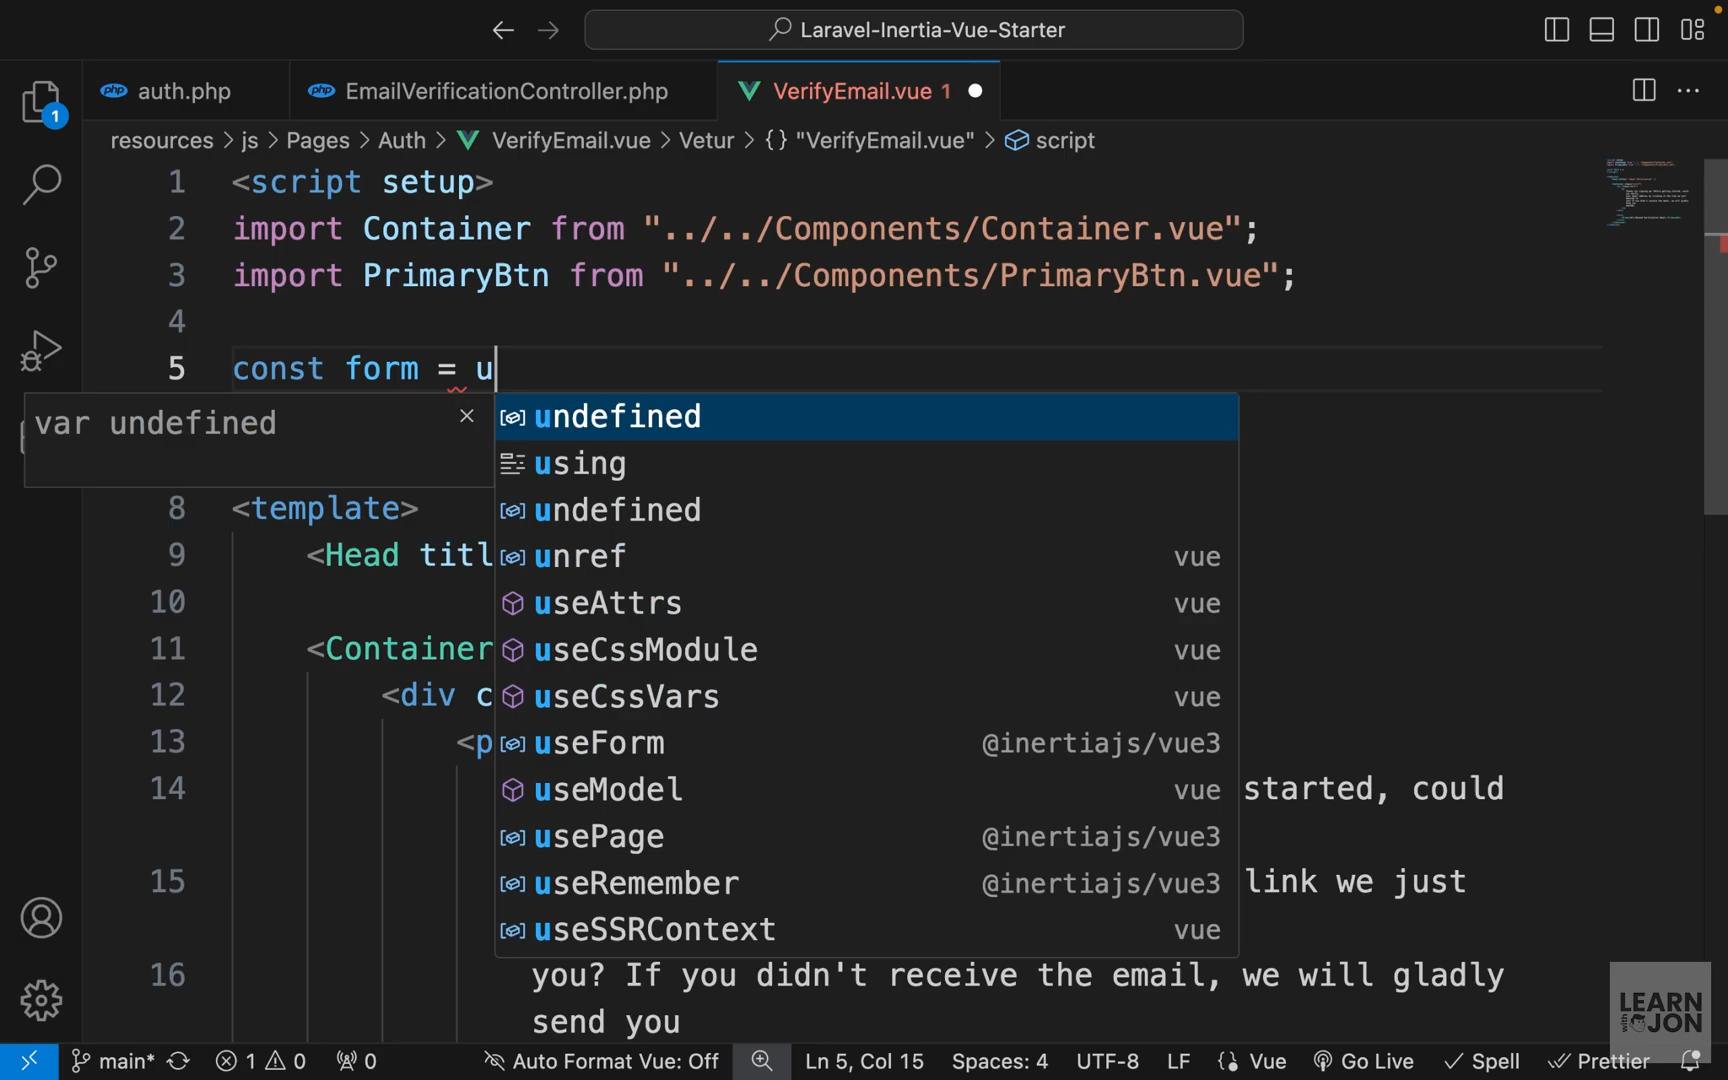 Laravel-Inertia-Vue-Starter
auth.php
EmailVerificationController.php
VerifyEmail.vue 1
resources > js > Pages > Auth > VerifyEmail.vue > Vetur > {} "VerifyEmail.vue" > script
1 <script setup>
2 import Container from "../../Components/Container.vue";
3 import PrimaryBtn from "../../Components/PrimaryBtn.vue";
4
5 const form = u
var undefined
undefined
using
undefined
unref vue
useAttrs vue
useCssModule vue
useCssVars vue
useForm @inertiajs/vue3
useModel vue
usePage @inertiajs/vue3
useRemember @inertiajs/vue3
useSSRContext vue
8 <template>
9 <Head titl
10
11 <Container
12 <div c
13 <p
14 started, could
15 link we just
16 you? If you didn't receive the email, we will gladly
send you
1
LEARN
with JON
main* 1 0 0 Auto Format Vue: Off Ln 5, Col 15 Spaces: 4 UTF-8 LF {} Vue Go Live Spell Prettier